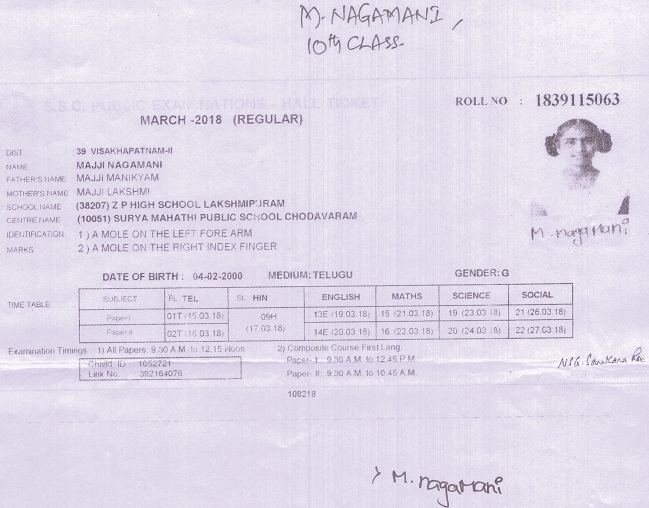 M. NAGAMANI,
10th CLASS.
S.S.C. PUBLIC EXAMINATIONS - HALL TICKET
ROLL NO : 1839115063
MARCH -2018 (REGULAR)
DIST 39 VISAKHAPATNAM-II
NAME MAJJI NAGAMANI
FATHER'S NAME MAJJI MANIKYAM
MOTHER'S NAME MAJJI LAKSHMI
SCHOOL NAME (38207) Z P HIGH SCHOOL LAKSHMIPURAM
CENTRE NAME (10051) SURYA MAHATHI PUBLIC SCHOOL CHODAVARAM
IDENTIFICATION 1 ) A MOLE ON THE LEFT FORE ARM
MARKS 2 ) A MOLE ON THE RIGHT INDEX FINGER
M. nagamani
DATE OF BIRTH : 04-02-2000 MEDIUM: TELUGU GENDER: G
TIME TABLE
SUBJECT FL TEL SL HIN ENGLISH MATHS SCIENCE SOCIAL
Paper-I 01T (15.03.18) 09H 13E (19.03.18) 15 (21.03.18) 19 (23.03.18) 21 (26.03.18)
Paper-II 02T (16.03.18) (17.03.18) 14E (20.03.18) 16 (22.03.18) 20 (24.03.18) 22 (27.03.18)
Examination Timings 1) All Papers: 9.30 A.M. to 12.15 Noon 2) Composite Course First Lang.
Paper- I: 9.30 A.M. to 12.45 P.M.
Paper- II: 9.30 A.M. to 10.45 A.M.
Child ID : 1652721
Link No. 392164076
108218
M. nagamani